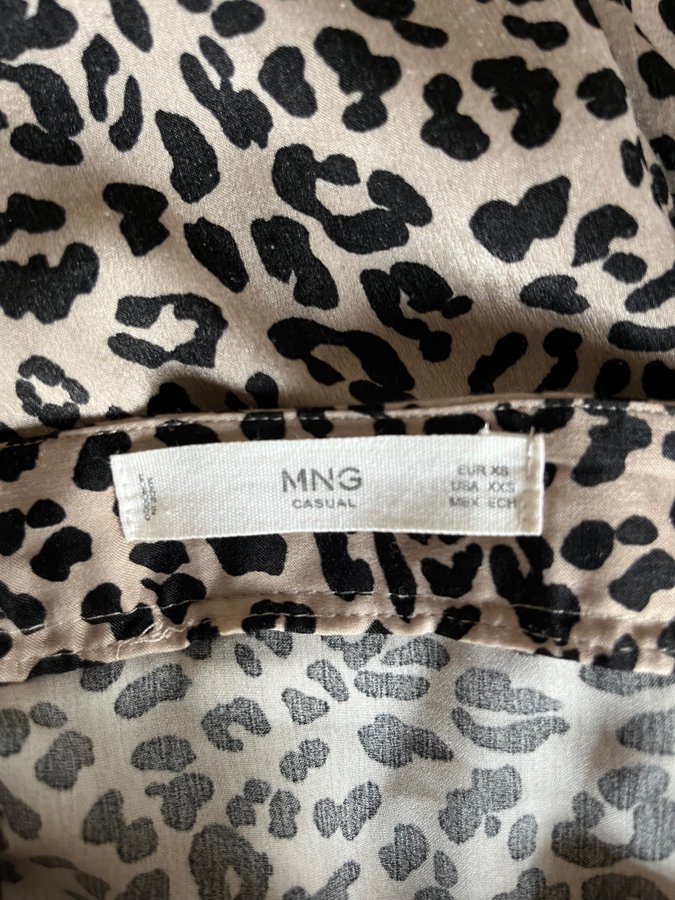 MNG
CASUAL
EUR XS
USA XXS
MEX ECH